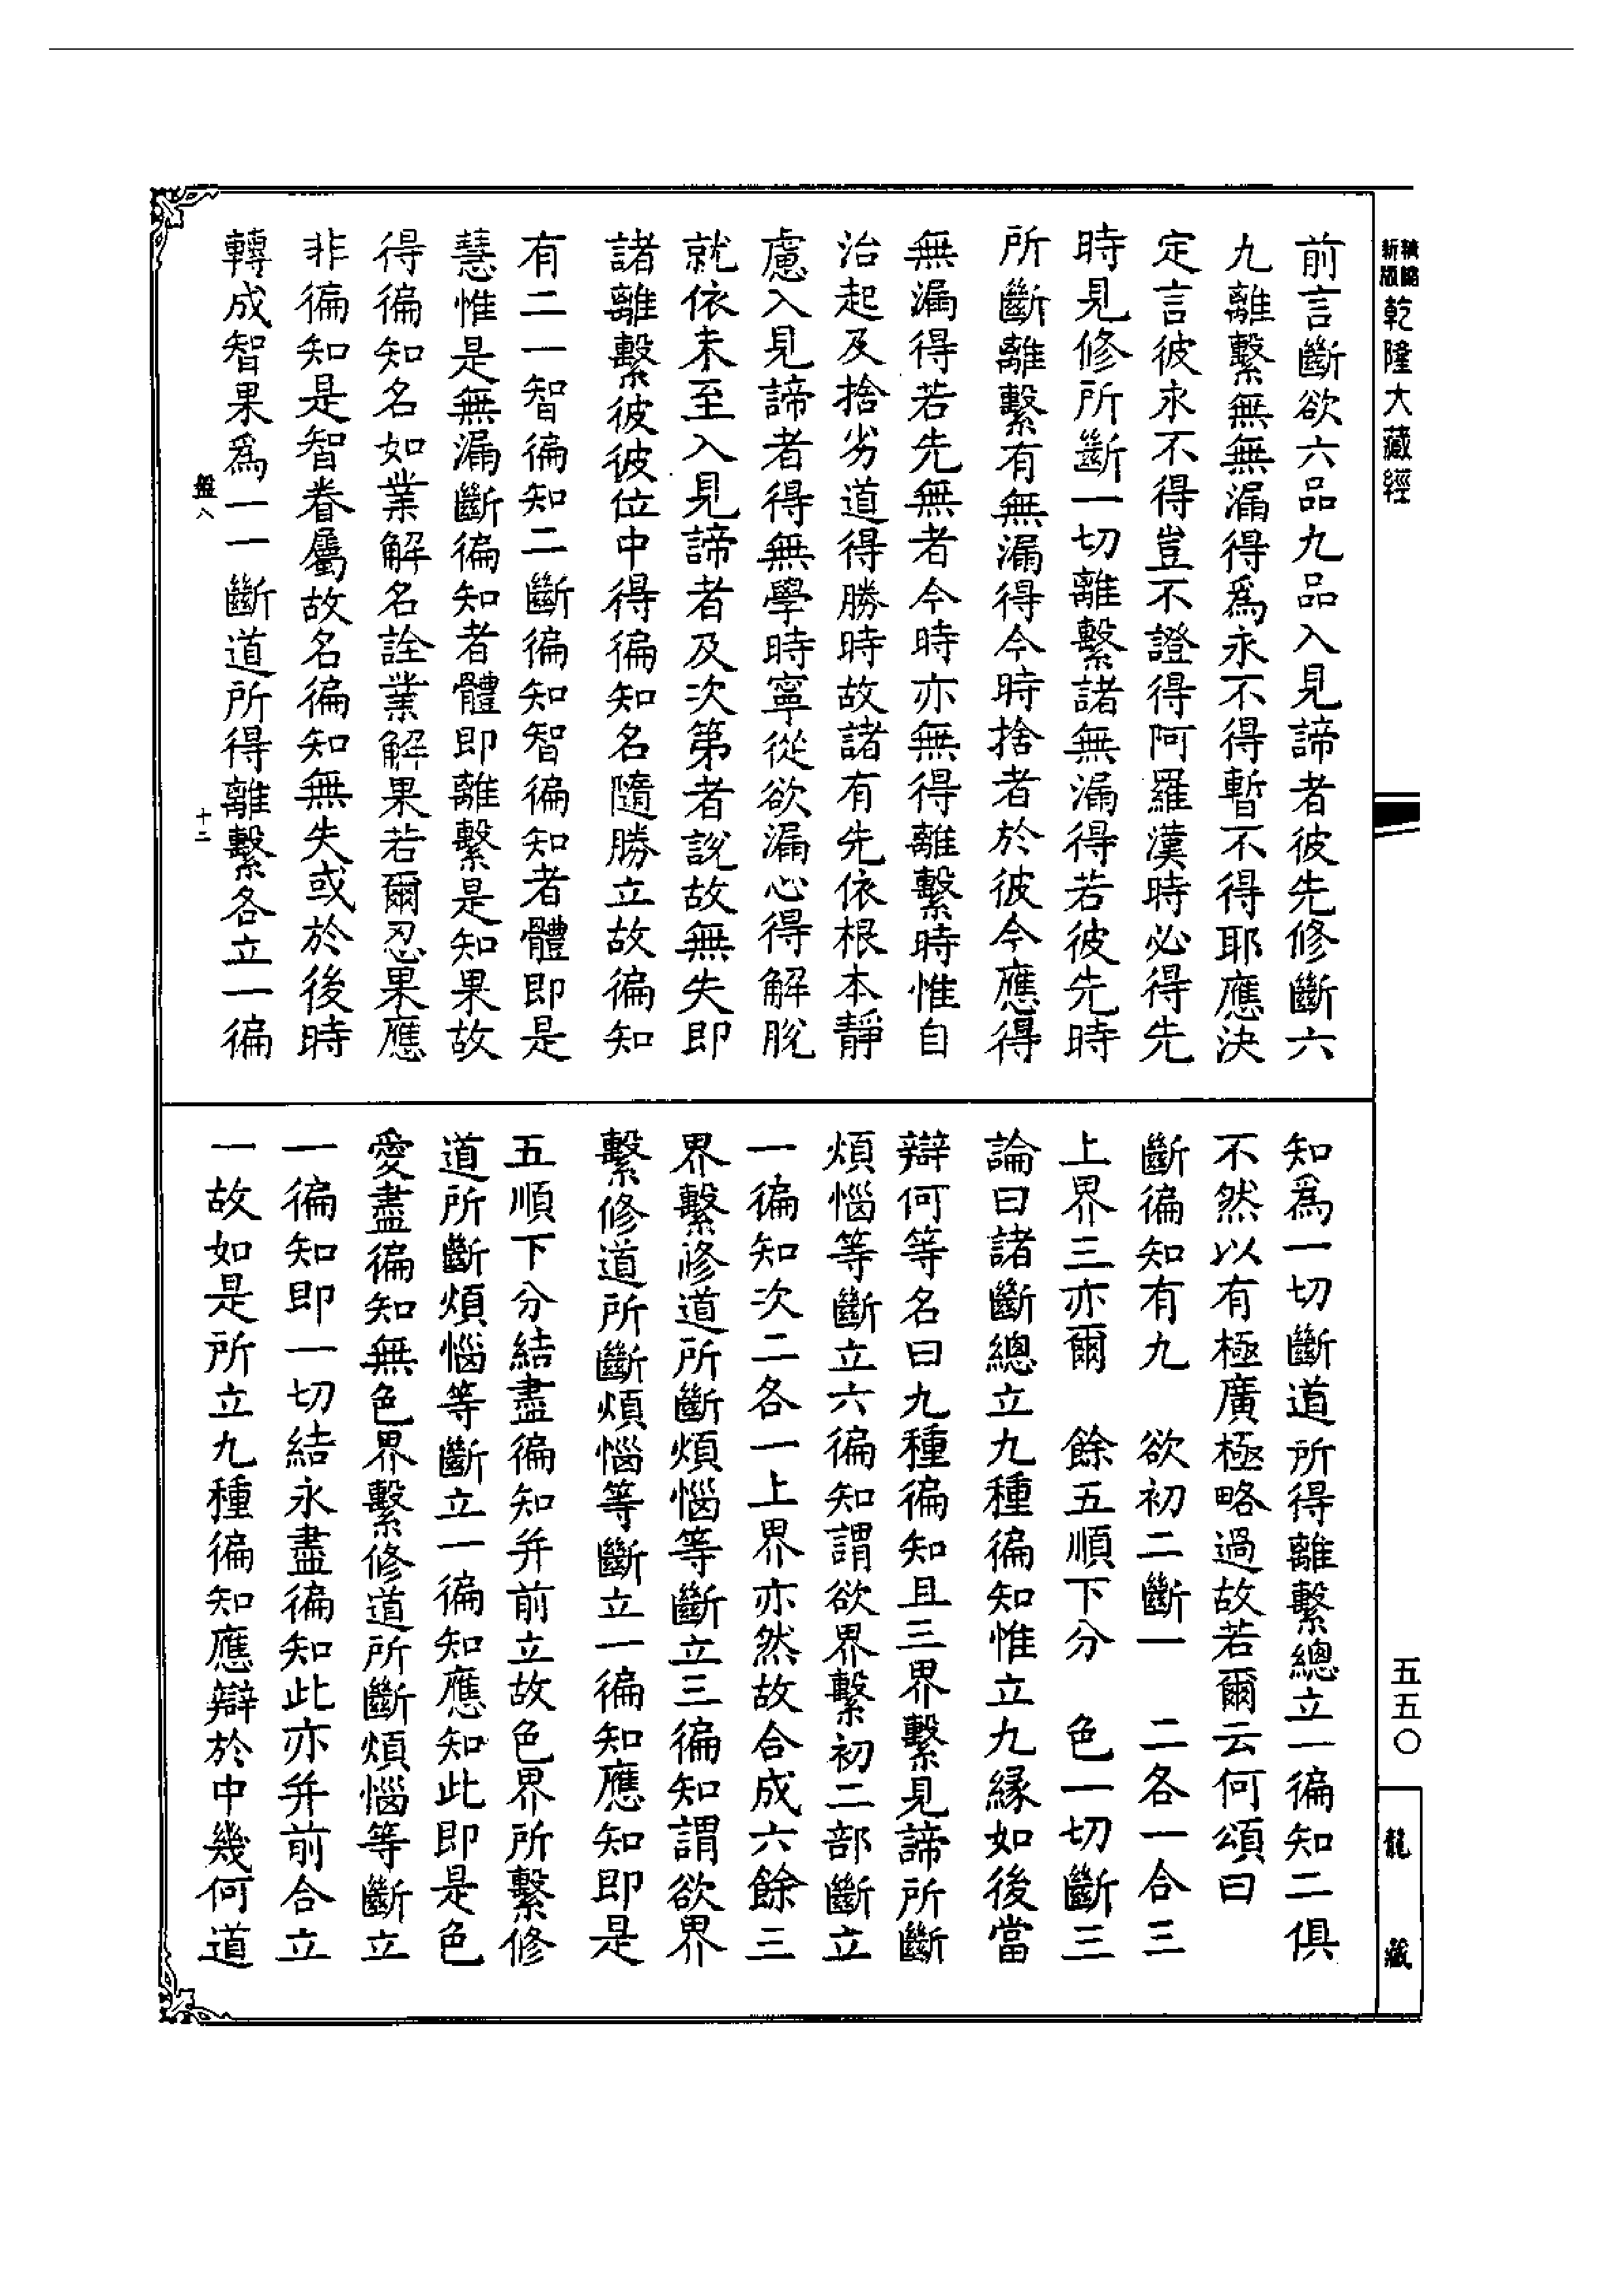 新版精縮乾隆大藏經
前言斷欲六品九品入見諦者彼先修斷六
九離繫無無漏得爲永不得暫不得耶應決
定言彼永不得豈不證得阿羅漢時必得先
時見修所斷一切離繫諸無漏得若彼先時
所斷離繫有無漏得今時捨者於彼今應得
無漏得若先無者今時亦無得離繫時惟自
治起及捨劣道得勝時故諸有先依根本靜
慮入見諦者得無學時寧從欲漏心得解脫
就依未至入見諦者及次第者說故無失即
諸離繫彼彼位中得徧知名隨勝立故徧知
有二一智徧知二斷徧知智徧知者體即是
慧惟是無漏斷徧知者體即離繫是知果故
得徧知名如業解名詮業解果若爾忍果應
非徧知是智眷屬故名徧知無失或於後時
轉成智果爲一一斷道所得離繫各立一徧
盤八
十二
知爲一切斷道所得離繫總立一徧知二俱
不然以有極廣極略過故若爾云何頌曰
斷徧知有九　欲初二斷一　二各一合三
上界三亦爾　餘五順下分　色一切斷三
論曰諸斷總立九種徧知惟立九緣如後當
辯何等名曰九種徧知且三界繫見諦所斷
煩惱等斷立六徧知謂欲界繫初二部斷立
一徧知次二各一上界亦然故合成六餘三
界繫修道所斷煩惱等斷立三徧知謂欲界
繫修道所斷煩惱等斷立一徧知應知即是
五順下分結盡徧知并前立故色界所繫修
道所斷煩惱等斷立一徧知應知此即是色
愛盡徧知無色界繫修道所斷煩惱等斷立
一徧知即一切結永盡徧知此亦并前合立
一故如是所立九種徧知應辯於中幾何道
五五〇
龍藏